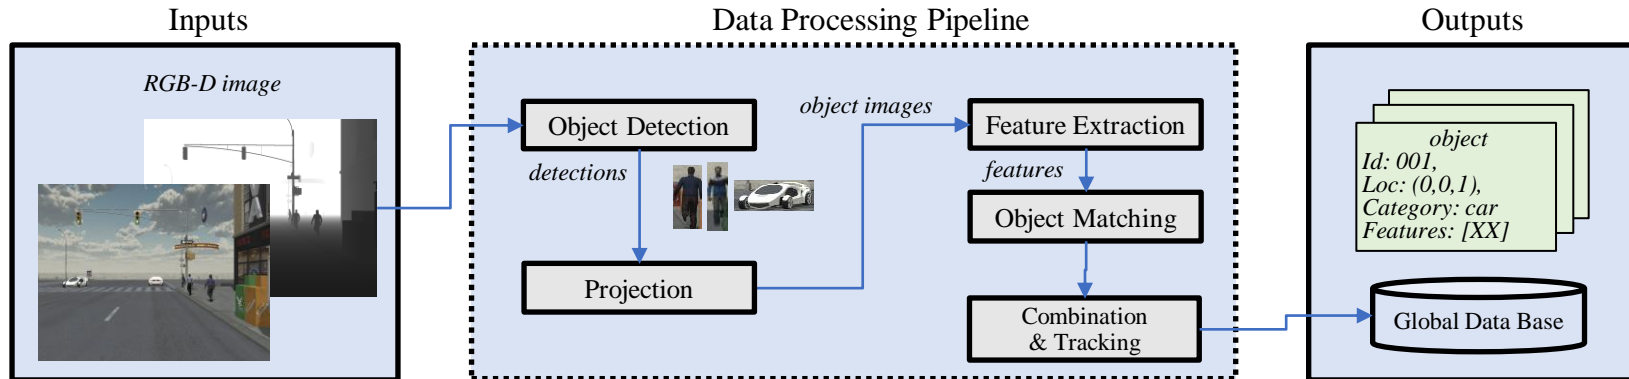 Inputs
Data Processing Pipeline
Outputs
RGB-D image
Object Detection
detections
Projection
object images
Feature Extraction
features
Object Matching
Combination
& Tracking
object
Id: 001,
Loc: (0,0,1),
Category: car
Features: [XX]
Global Data Base